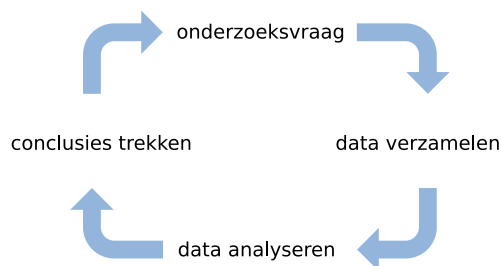 onderzoeksvraag
conclusies trekken
data verzamelen
data analyseren